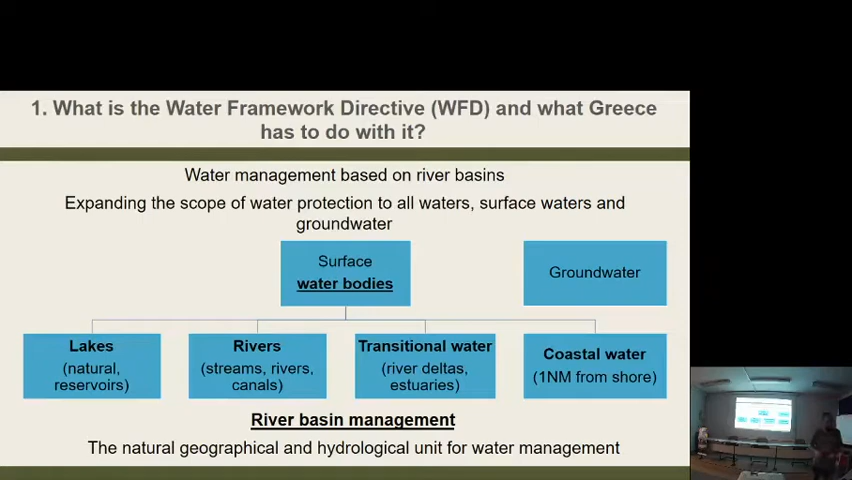 1. What is the Water Framework Directive (WFD) and what Greece
has to do with it?
Water management based on river basins
Expanding the scope of water protection to all waters, surface waters and
groundwater
Surface
water bodies
Groundwater
Lakes
(natural,
reservoirs)
Rivers
(streams, rivers,
canals)
Transitional water
(river deltas,
estuaries)
Coastal water
(1NM from shore)
River basin management
The natural geographical and hydrological unit for water management